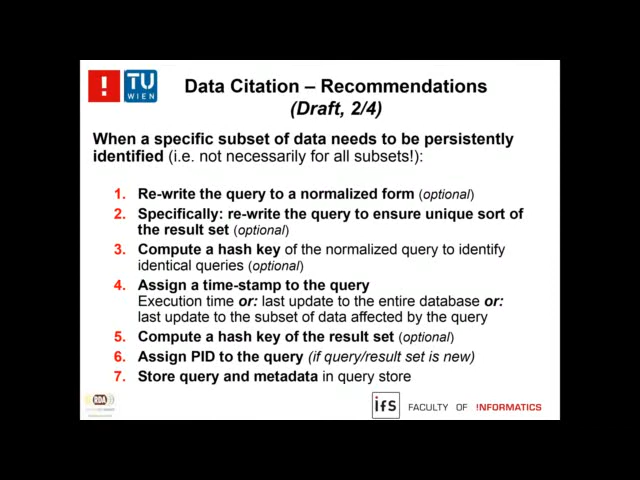 !
TU
WIEN
Data Citation – Recommendations
(Draft, 2/4)
When a specific subset of data needs to be persistently
identified (i.e. not necessarily for all subsets!):
1. Re-write the query to a normalized form (optional)
2. Specifically: re-write the query to ensure unique sort of
the result set (optional)
3. Compute a hash key of the normalized query to identify
identical queries (optional)
4. Assign a time-stamp to the query
Execution time or: last update to the entire database or:
last update to the subset of data affected by the query
5. Compute a hash key of the result set (optional)
6. Assign PID to the query (if query/result set is new)
7. Store query and metadata in query store
RDA
ifs FACULTY OF !NFORMATICS